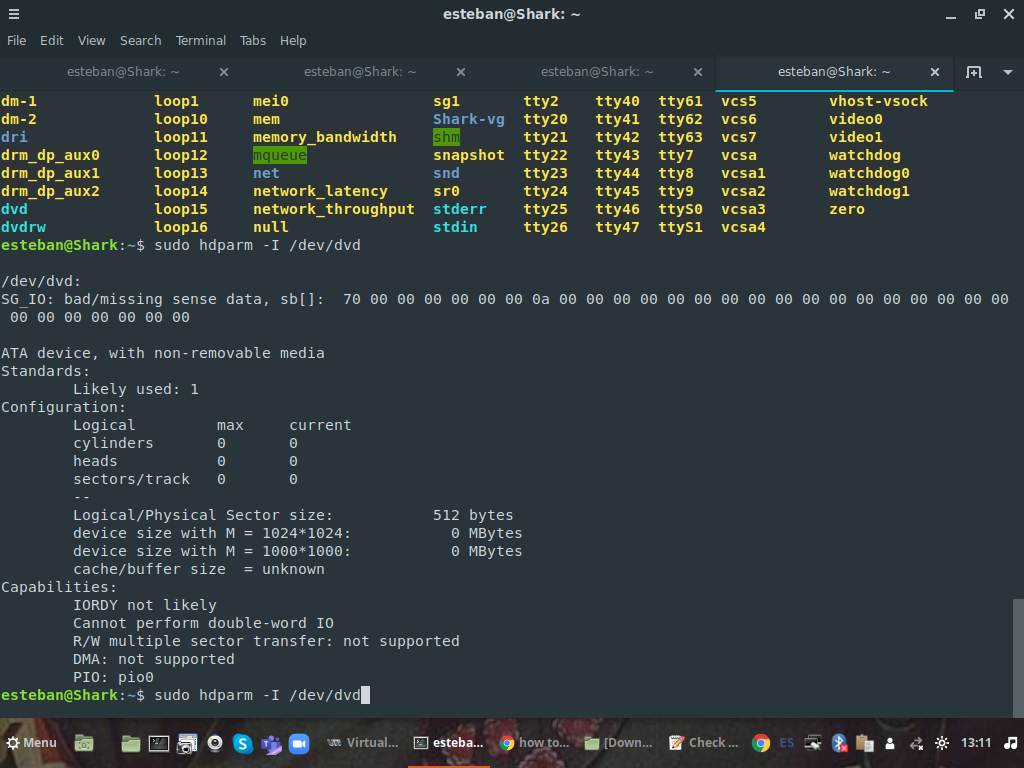 esteban@Shark: ~
File Edit View Search Terminal Tabs Help
esteban@Shark: ~ esteban@Shark: ~ esteban@Shark: ~ esteban@Shark: ~
dm-1 loop1 mei0 sg1 tty2 tty40 tty61 vcs5 vhost-vsock
dm-2 loop10 mem Shark-vg tty20 tty41 tty62 vcs6 video0
dri loop11 memory_bandwidth shm tty21 tty42 tty63 vcs7 video1
drm_dp_aux0 loop12 mqueue snapshot tty22 tty43 tty7 vcsa watchdog
drm_dp_aux1 loop13 net snd tty23 tty44 tty8 vcsa1 watchdog0
drm_dp_aux2 loop14 network_latency sr0 tty24 tty45 tty9 vcsa2 watchdog1
dvd loop15 network_throughput stderr tty25 tty46 ttyS0 vcsa3 zero
dvdrw loop16 null stdin tty26 tty47 ttyS1 vcsa4
esteban@Shark:~$ sudo hdparm -I /dev/dvd
/dev/dvd:
SG_IO: bad/missing sense data, sb[]:  70 00 00 00 00 00 00 0a 00 00 00 00 00 00 00 00 00 00 00 00 00 00 00 00 00
00 00 00 00 00 00 00
ATA device, with non-removable media
Standards:
Likely used: 1
Configuration:
Logical max current
cylinders 0 0
heads 0 0
sectors/track 0 0
--
Logical/Physical Sector size: 512 bytes
device size with M = 1024*1024: 0 MBytes
device size with M = 1000*1000: 0 MBytes
cache/buffer size = unknown
Capabilities:
IORDY not likely
Cannot perform double-word IO
R/W multiple sector transfer: not supported
DMA: not supported
PIO: pio0
esteban@Shark:~$ sudo hdparm -I /dev/dvd
Menu Virtual... esteba... how to... [Down... Check ... ES 13:11